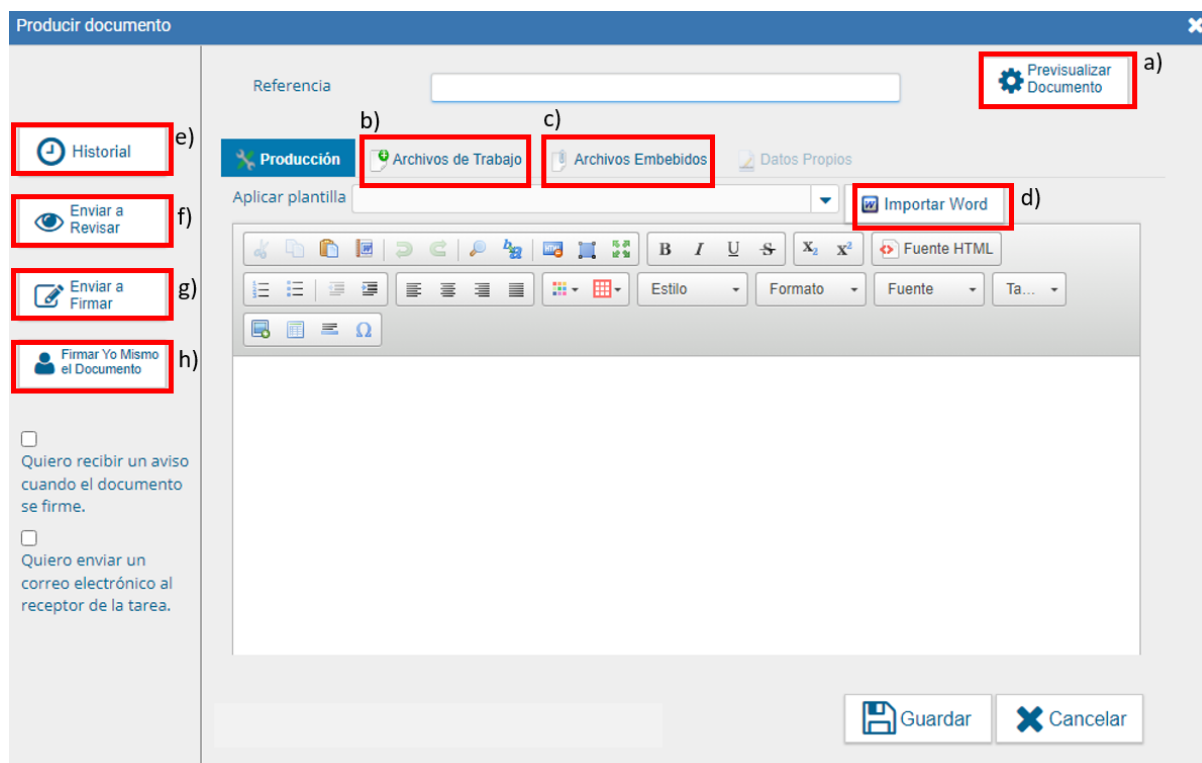 Producir documento
Referencia
Previsualizar
Documento
a)
b)
c)
Historial
e)
Producción
Archivos de Trabajo
Archivos Embebidos
Datos Propios
Aplicar plantilla
Importar Word
d)
Enviar a
Revisar
f)
B I U S X₂ X² Fuente HTML
Enviar a
Firmar
g)
Estilo Formato Fuente Ta...
Ω
Firmar Yo Mismo
el Documento
h)
Quiero recibir un aviso
cuando el documento
se firme.
Quiero enviar un
correo electrónico al
receptor de la tarea.
Guardar
Cancelar